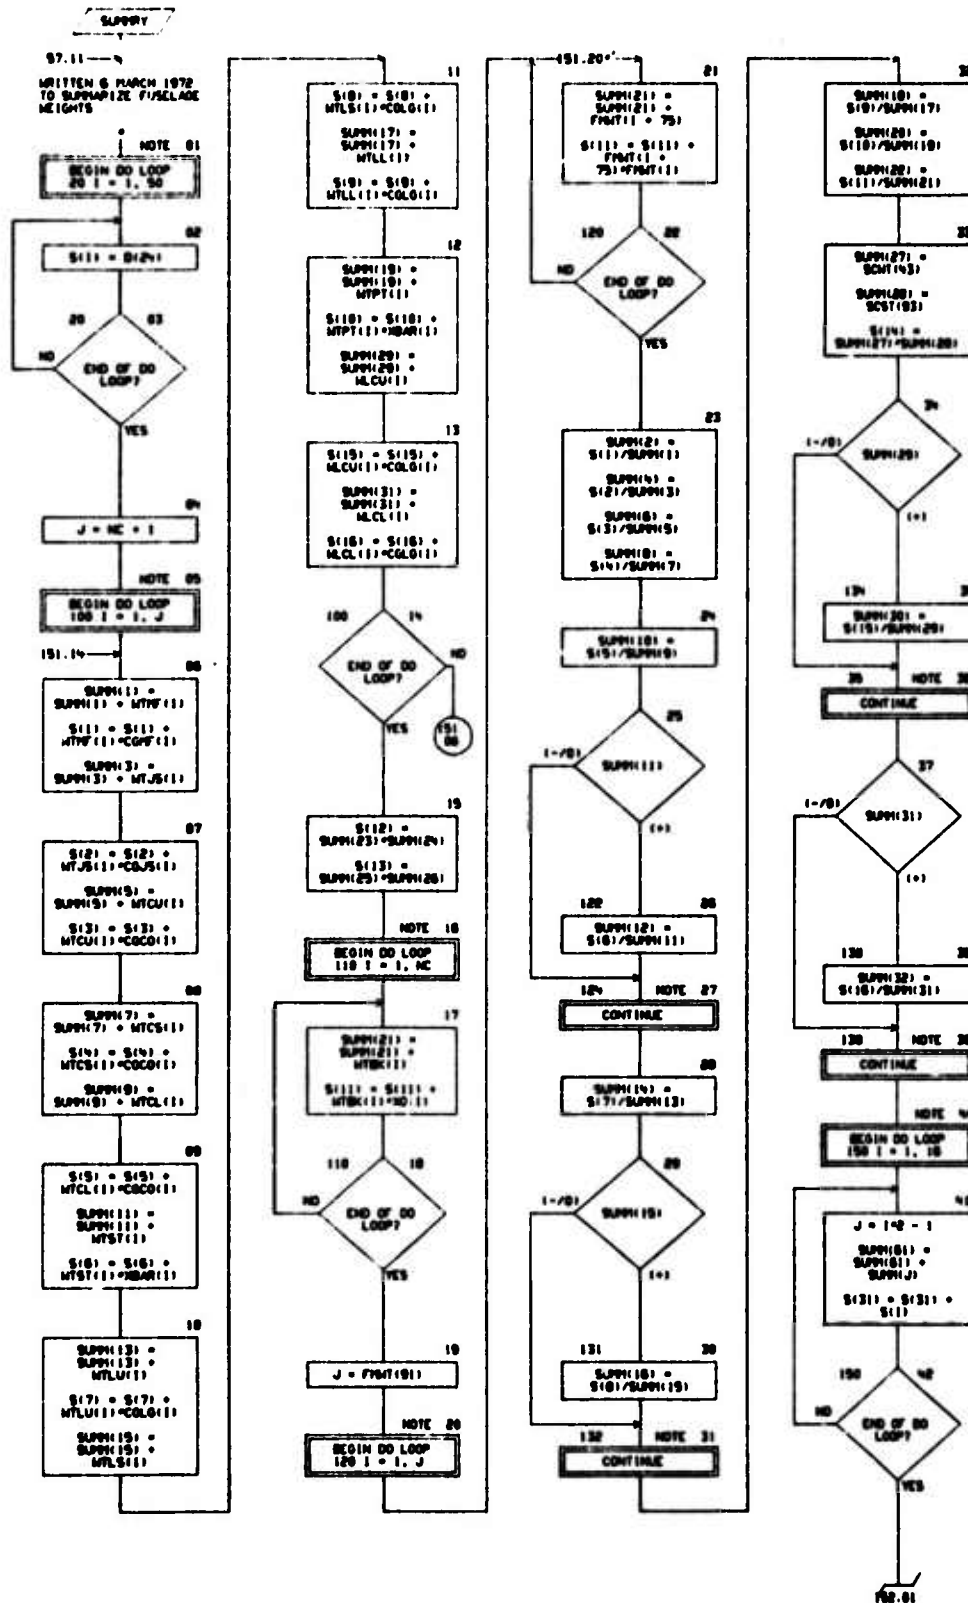 SUMMRY
57.11
WRITTEN 6 MARCH 1972
TO SUMMARIZE FUSELAGE
WEIGHTS
NOTE 01
BEGIN DO LOOP
20 I = 1, 50
02
S(I) = D(24)
20 03
NO
END OF DO
LOOP?
YES
04
J = NC + 1
NOTE 05
BEGIN DO LOOP
100 I = 1, J
151.14
06
SUMM(1) =
SUMM(1) + WTMF(I)
S(1) = S(1) +
WTMF(I)*CGMF(I)
SUMM(3) =
SUMM(3) + WTJS(I)
07
S(2) = S(2) +
WTJS(I)*CGJS(I)
SUMM(5) =
SUMM(5) + WTCU(I)
S(3) = S(3) +
WTCU(I)*CGCO(I)
08
SUMM(7) =
SUMM(7) + WTCS(I)
S(4) = S(4) +
WTCS(I)*CGCO(I)
SUMM(9) =
SUMM(9) + WTCL(I)
09
S(5) = S(5) +
WTCL(I)*CGCO(I)
SUMM(11) =
SUMM(11) +
WTST(I)
S(6) = S(6) +
WTST(I)*XBAR(I)
10
SUMM(13) =
SUMM(13) +
WTLU(I)
S(7) = S(7) +
WTLU(I)*CGLG(I)
SUMM(15) =
SUMM(15) +
WTLS(I)
11
S(8) = S(8) +
WTLS(I)*CGLG(I)
SUMM(17) =
SUMM(17) +
WTLL(I)
S(9) = S(9) +
WTLL(I)*CGLG(I)
12
SUMM(19) =
SUMM(19) +
WTPT(I)
S(10) = S(10) +
WTPT(I)*XBAR(I)
SUMM(29) =
SUMM(29) +
WLCU(I)
13
S(15) = S(15) +
WLCU(I)*CGLG(I)
SUMM(31) =
SUMM(31) +
WLCL(I)
S(16) = S(16) +
WLCL(I)*CGLG(I)
100 14
NO
END OF DO
LOOP?
YES
151
06
15
S(12) =
SUMM(23)*SUMM(24)
S(13) =
SUMM(25)*SUMM(26)
NOTE 16
BEGIN DO LOOP
110 I = 1, NC
17
SUMM(21) =
SUMM(21) +
WTBK(I)
S(11) = S(11) +
110 18
NO
END OF DO
LOOP?
YES
19
J = FMWT(91)
NOTE 20
BEGIN DO LOOP
120 I = 1, J
151.20
21
SUMM(21) =
SUMM(21) +
FMWT(I + 75)
S(11) = S(11) +
FMWT(I +
75)*FMWT(I)
120 22
NO
END OF DO
LOOP?
YES
23
SUMM(2) =
S(1)/SUMM(1)
SUMM(4) =
S(2)/SUMM(3)
SUMM(6) =
S(3)/SUMM(5)
SUMM(8) =
S(4)/SUMM(7)
24
SUMM(10) =
S(5)/SUMM(9)
25
(-/0)
SUMM(11)
(+)
122 26
SUMM(12) =
S(6)/SUMM(11)
124 NOTE 27
CONTINUE
28
SUMM(14) =
S(7)/SUMM(13)
29
(-/0)
SUMM(15)
(+)
131 30
SUMM(16) =
S(8)/SUMM(15)
132 NOTE 31
CONTINUE
SUMM(18) =
S(9)/SUMM(17)
SUMM(20) =
S(10)/SUMM(19)
SUMM(22) =
S(11)/SUMM(21)
SUMM(27) =
SCWT(43)
SUMM(28) =
SCST(93)
S(14) =
SUMM(27)*SUMM(28)
34
(-/0)
SUMM(29)
(+)
134
SUMM(30) =
S(15)/SUMM(29)
NOTE
CONTINUE
37
(-/0)
SUMM(31)
(+)
SUMM(32) =
S(16)/SUMM(31)
NOTE
CONTINUE
NOTE
BEGIN DO LOOP
150 I = 1, 16
J = I*2 - 1
SUMM(61) =
SUMM(61) +
SUMM(J)
S(31) = S(31) +
S(I)
150 42
NO
END OF DO
LOOP?
YES
152.01